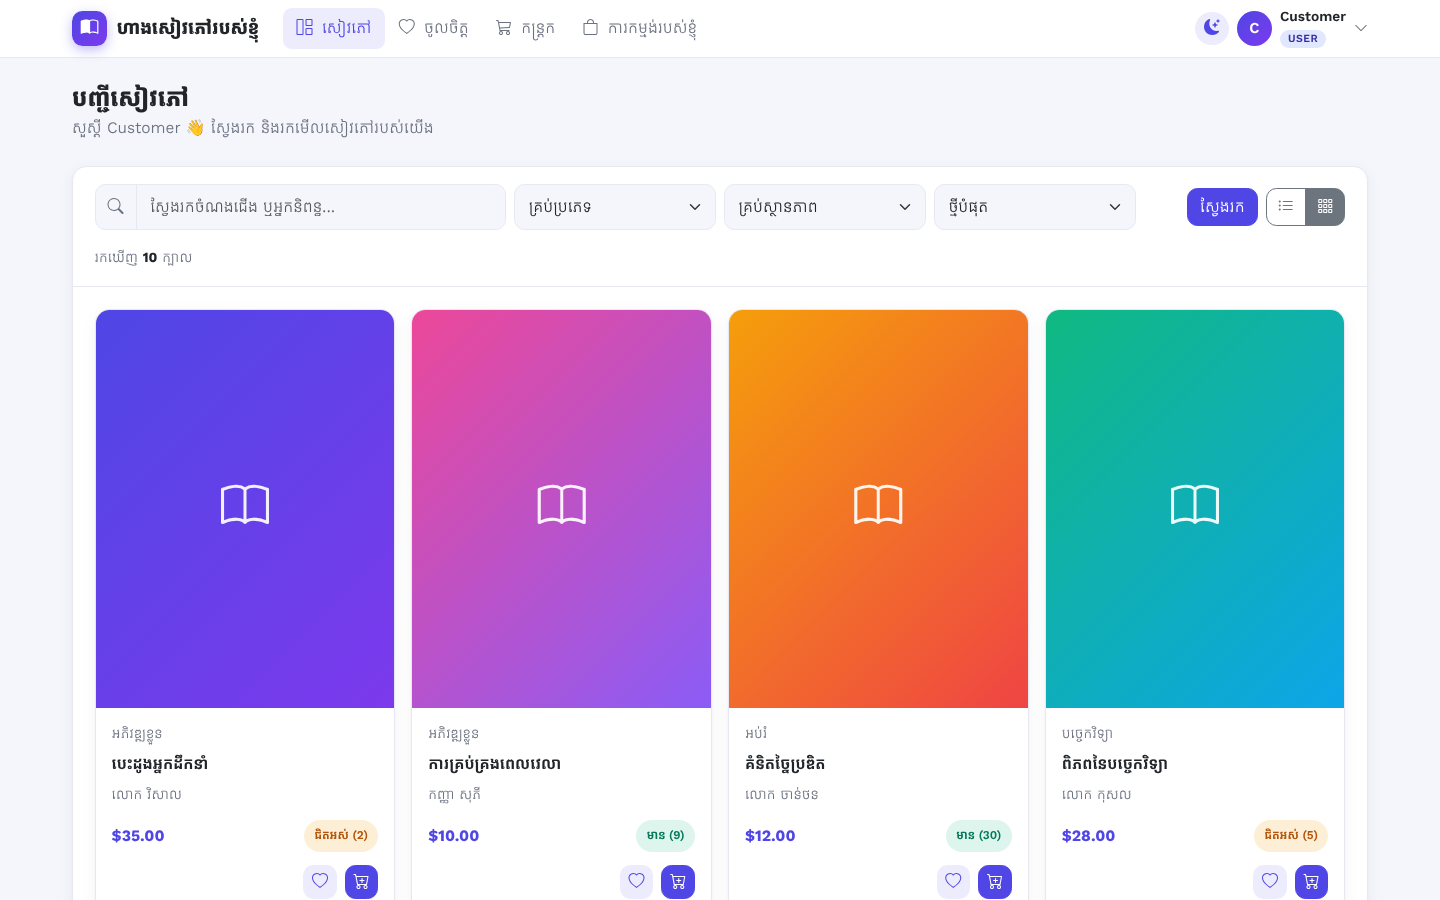 ហាងសៀវភៅរបស់ខ្ញុំ
សៀវភៅ
ចូលចិត្ត
កន្ត្រក
ការកម្មង់របស់ខ្ញុំ
C
Customer
USER
បញ្ជីសៀវភៅ
សួស្តី Customer 👋 ស្វែងរក និងរកមើលសៀវភៅរបស់យើង
ស្វែងរកចំណងជើង ឬអ្នកនិពន្ធ...
គ្រប់ប្រភេទ
គ្រប់ស្ថានភាព
ថ្មីបំផុត
ស្វែងរក
រកឃើញ 10 ក្បាល
អភិវឌ្ឍខ្លួន
បេះដូងអ្នកដឹកនាំ
លោក វិសាល
$35.00
ជិតអស់ (2)
អភិវឌ្ឍខ្លួន
ការគ្រប់គ្រងពេលវេលា
កញ្ញា សុភី
$10.00
មាន (9)
អប់រំ
គំនិតច្នៃប្រឌិត
លោក ចាន់ថន
$12.00
មាន (30)
បច្ចេកវិទ្យា
ពិភពនៃបច្ចេកវិទ្យា
លោក កុសល
$28.00
ជិតអស់ (5)